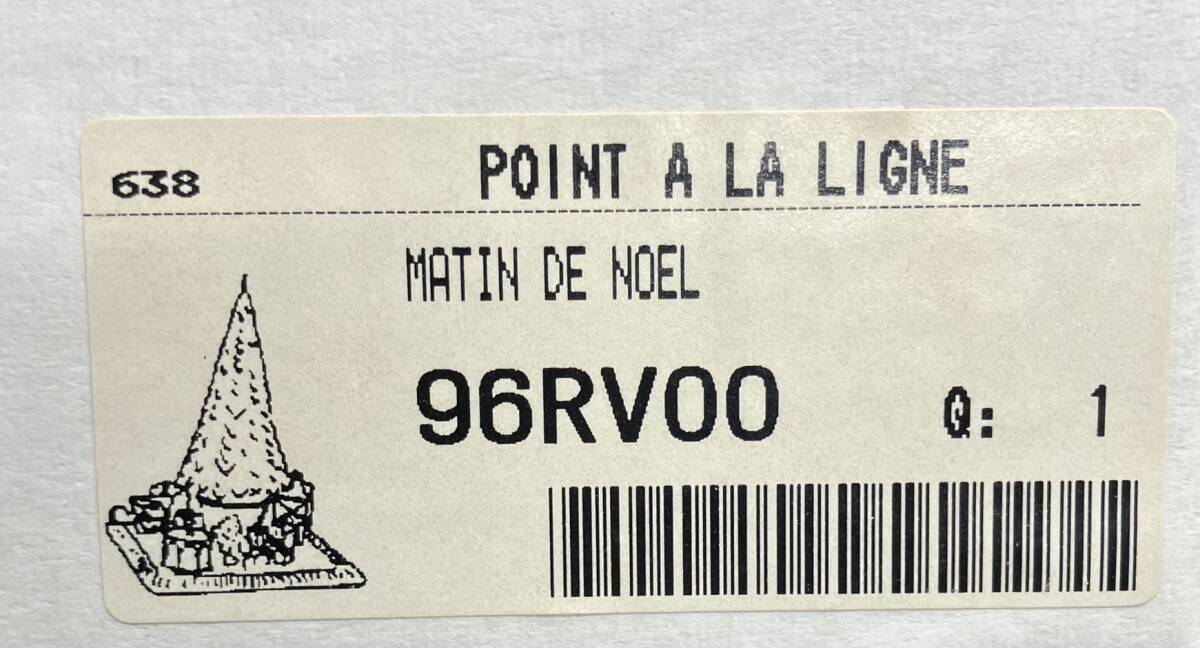 638 POINT A LA LIGNE
MATIN DE NOEL
96RV00
Q: 1